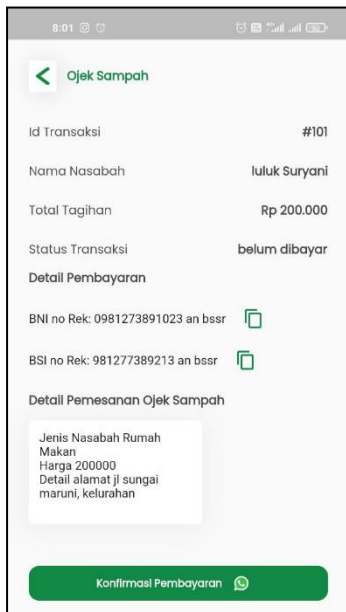 8:01
Ojek Sampah
Id Transaksi #101
Nama Nasabah luluk Suryani
Total Tagihan Rp 200.000
Status Transaksi belum dibayar
Detail Pembayaran
BNI no Rek: 0981273891023 an bssr
BSI no Rek: 981277389213 an bssr
Detail Pemesanan Ojek Sampah
Jenis Nasabah Rumah
Makan
Harga 200000
Detail alamat jl sungai
maruni, kelurahan
Konfirmasi Pembayaran